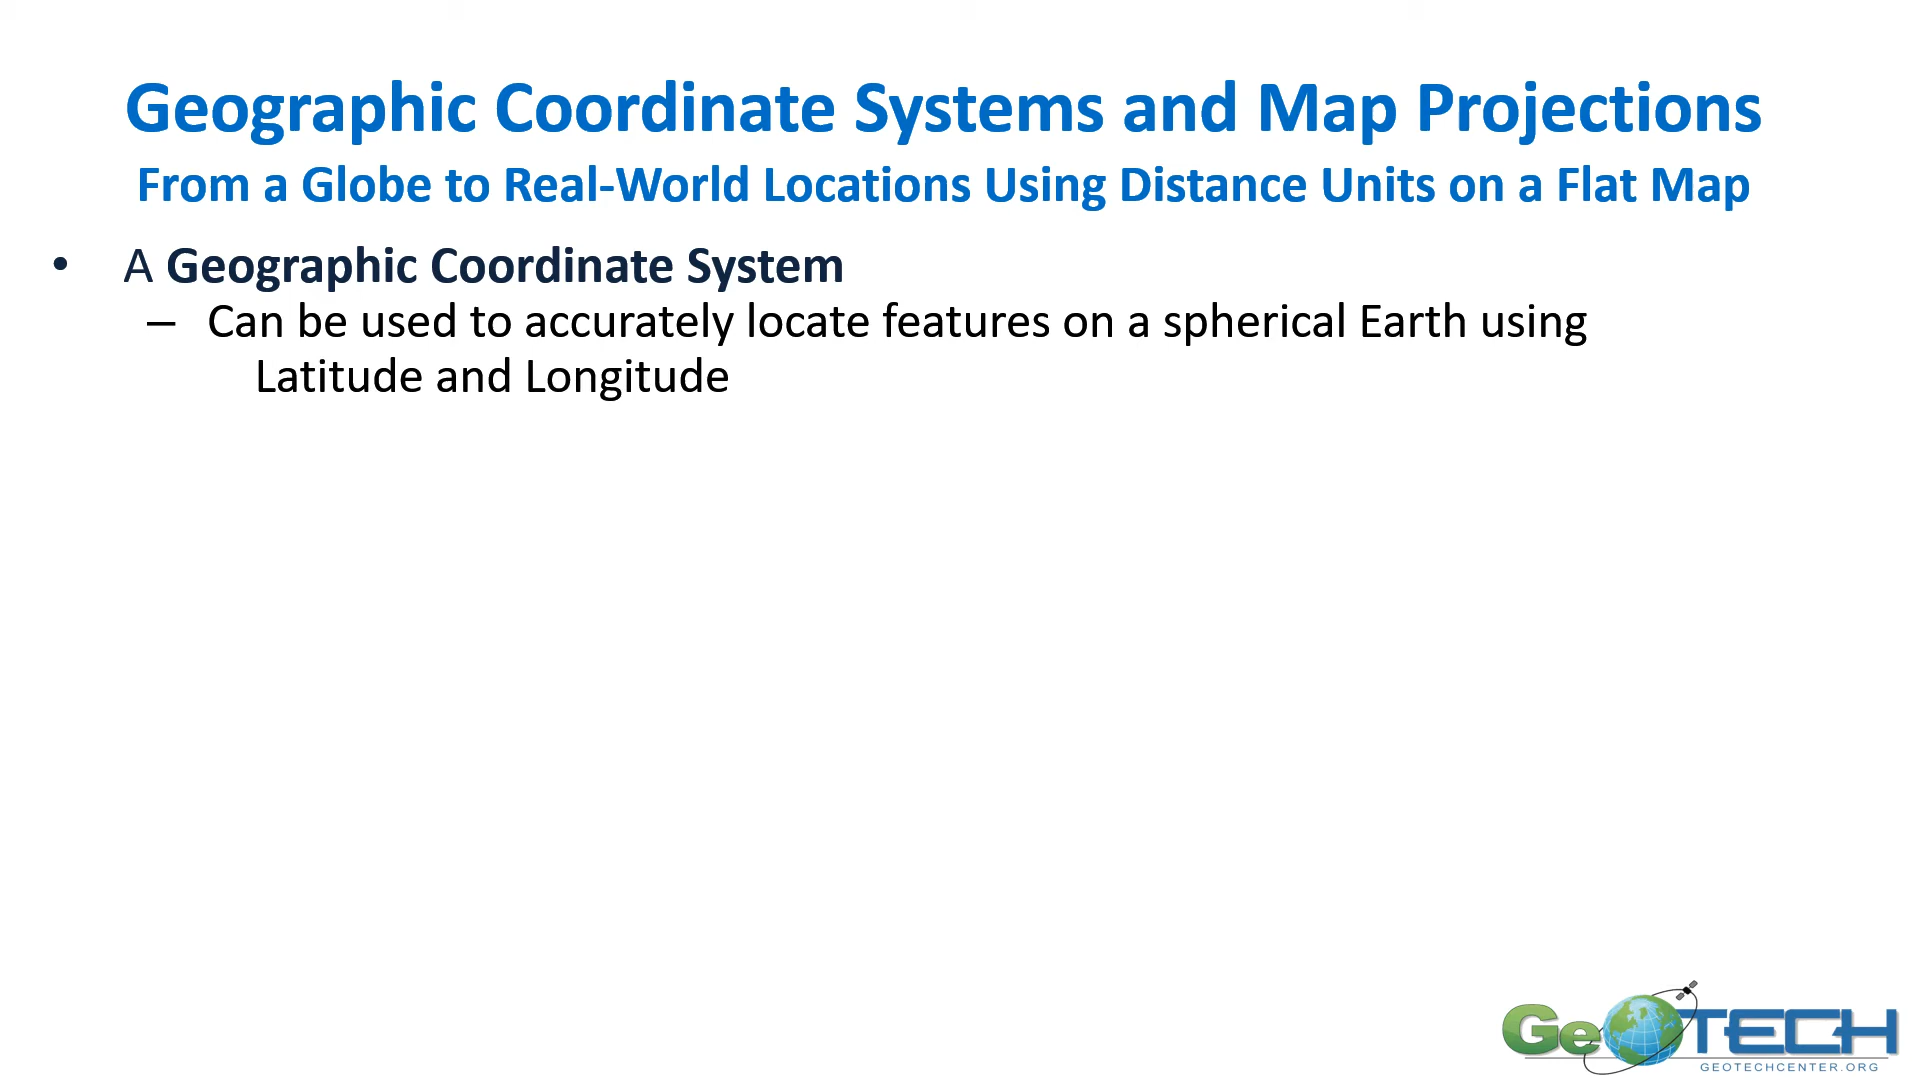 Geographic Coordinate Systems and Map Projections
From a Globe to Real-World Locations Using Distance Units on a Flat Map
• A Geographic Coordinate System
– Can be used to accurately locate features on a spherical Earth using
Latitude and Longitude
GeoTECH
GEOTECHCENTER.ORG